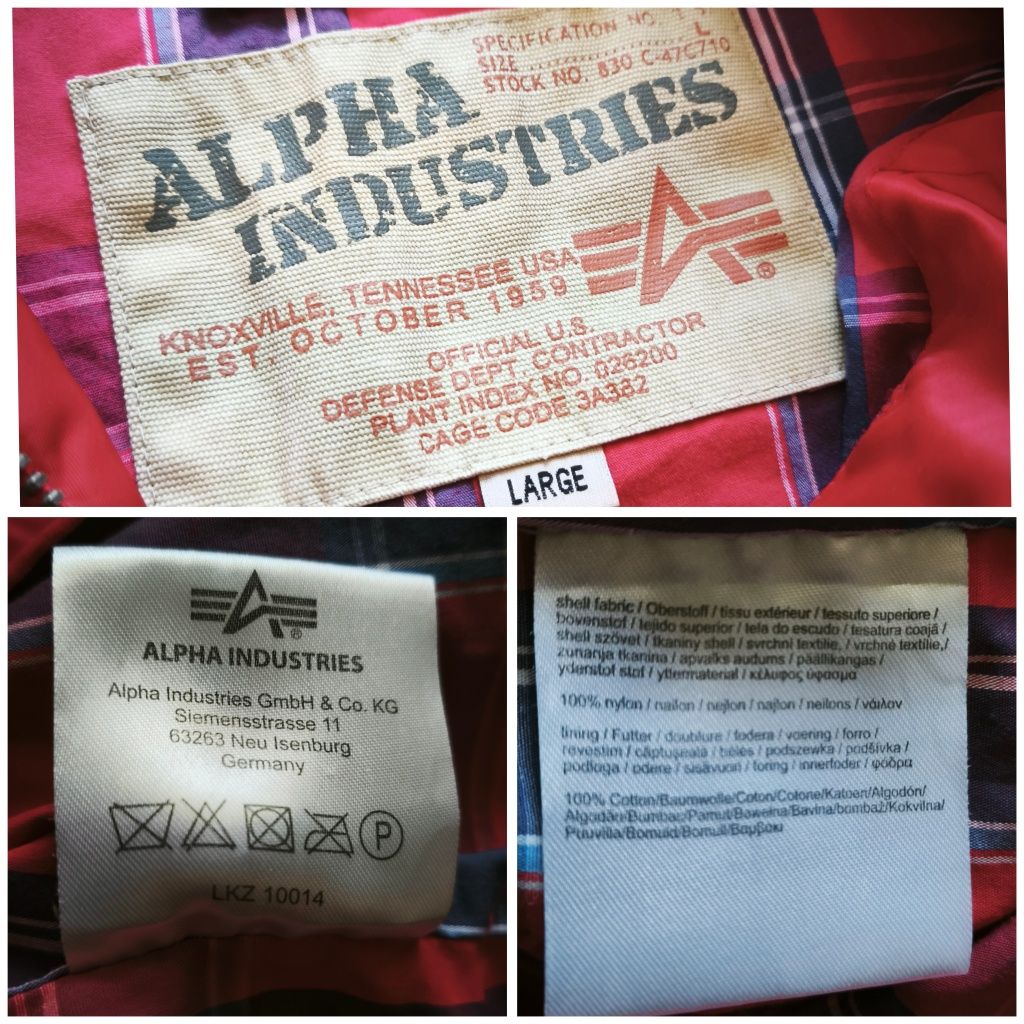 SPECIFICATION NO. 1
SIZE ................ L
STOCK NO. 830 C-47C710
ALPHA
INDUSTRIES
KNOXVILLE, TENNESSEE USA
EST. OCTOBER 1959
OFFICIAL U.S.
DEFENSE DEPT. CONTRACTOR
PLANT INDEX NO. 026200
CAGE CODE 3A382
®
LARGE
®
ALPHA INDUSTRIES
Alpha Industries GmbH & Co. KG
Siemensstrasse 11
63263 Neu Isenburg
Germany
P
LKZ 10014
shell fabric / Oberstoff / tissu extérieur / tessuto superiore /
bovenstof / tejido superior / tela do escudo / tesatura coajă /
shell szövet / tkaniny shell / svrchní textilie, / vrchné textilie,/
zunanja tkanina / apvalks audums / päällikangas /
yderstof stof / yttermaterial / κέλυφος ύφασμα
100% nylon / nailon / nejlon / najlon / neilons / νάιλον
lining / Futter / doublure / fodera / voering / forro /
revestim / căptuşeală / béles / podszewka / podšívka /
podloga / odere / sisävuori / foring / innerfoder / φόδρα
100% Cotton/Baumwolle/Coton/Cotone/Katoen/Algodón/
Algodão/Bumbac/Pamut/Bawełna/Bavlna/bombaž/Kokvilna/
Puuvilla/Bomuld/Bomull/Βαμβάκι